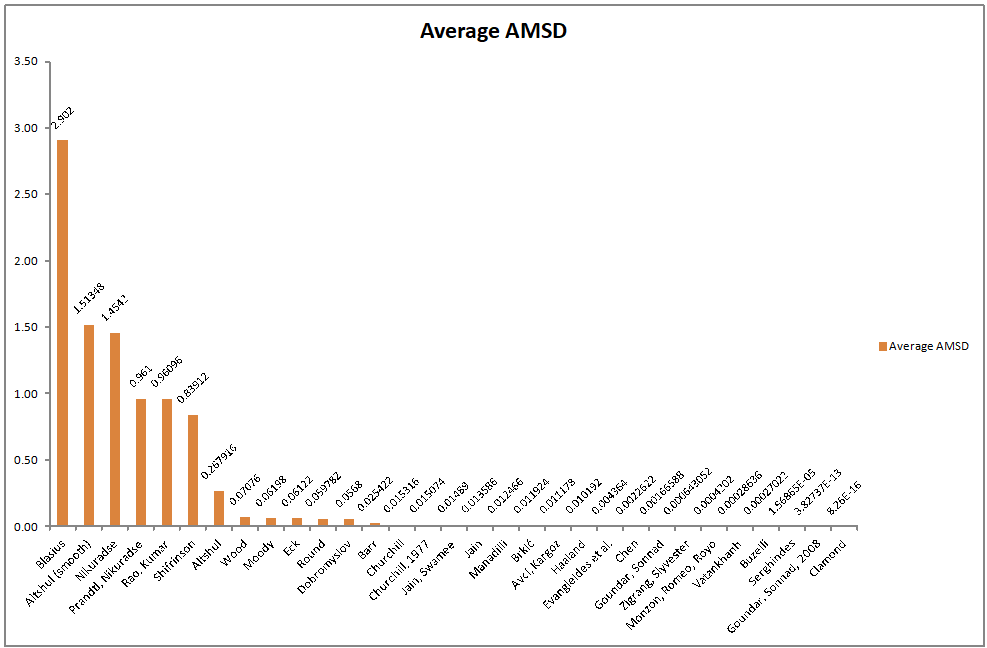 Average AMSD
3.50
3.00
2.50
2.00
1.50
1.00
0.50
0.00
2.902
1.51348
1.4542
0.961
0.96096
0.83912
0.267916
0.07076
0.06198
0.06122
0.059782
0.0568
0.025422
0.015316
0.015074
0.01489
0.013586
0.012466
0.011924
0.011178
0.010192
0.004364
0.0022622
0.00166588
0.000643052
0.0004202
0.00028636
0.00027022
1.56865E-05
3.82737E-13
8.26E-16
Blasius
Altshul (smooth)
Nikuradse
Prandtl, Nikuradse
Rao, Kumar
Shifrinson
Altshul
Wood
Moody
Eck
Round
Dobromyslov
Barr
Churchill
Churchill, 1977
Jain, Swamee
Jain
Manadilli
Brkić
Avci, Kargoz
Haaland
Evangleides et al.
Chen
Goundar, Sonnad
Zigrang, Slyvester
Monzon, Romeo, Royo
Vatankhanh
Buzelli
Serghindes
Goundar, Sonnad, 2008
Clamond
Average AMSD